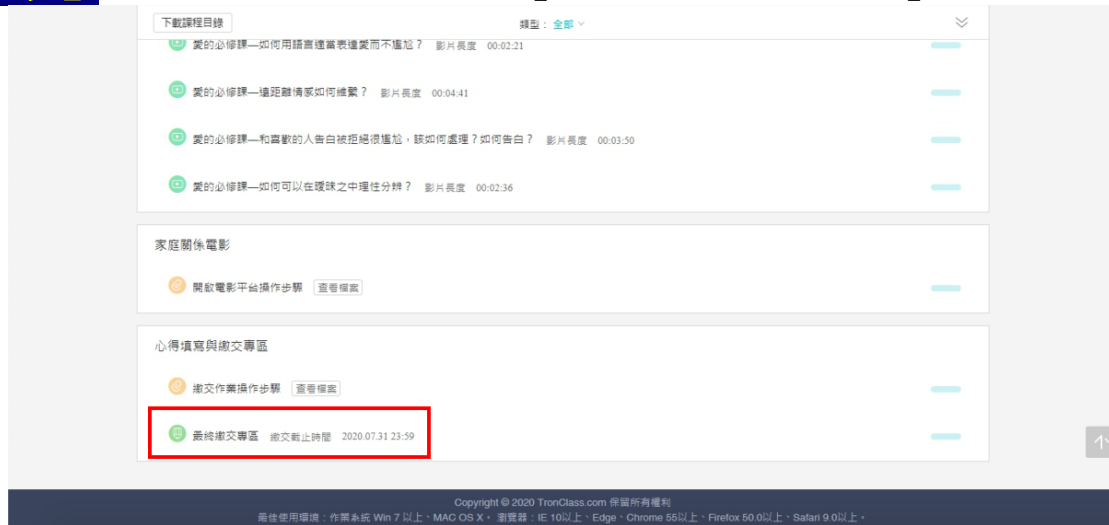 下載課程目錄 類型： 全部
愛的必修課—如何用語言適當表達愛而不尷尬？ 影片長度 00:02:21
愛的必修課—遠距離情感如何維繫？ 影片長度 00:04:41
愛的必修課—和喜歡的人告白被拒絕很尷尬，該如何處理？如何告白？ 影片長度 00:03:50
愛的必修課—如何可以在曖昧之中理性分辨？ 影片長度 00:02:36
家庭關係電影
開啟電影平台操作步驟 查看檔案
心得填寫與繳交專區
繳交作業操作步驟 查看檔案
最終繳交專區 繳交截止時間 2020.07.31 23:59
Copyright © 2020 TronClass.com 保留所有權利
最佳使用環境：作業系統 Win 7 以上、MAC OS X。 瀏覽器：IE 10以上、Edge、Chrome 55以上、Firefox 50.0以上、Safari 9.0以上。